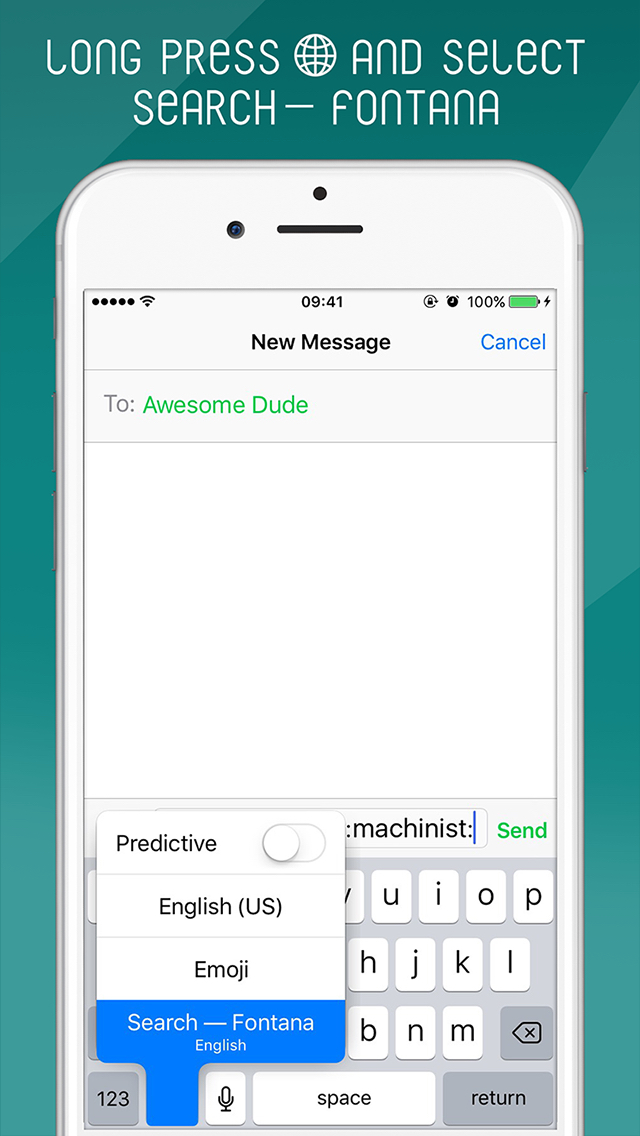 LONG PRESS AND SELECT
SEARCH— FONTANA
09:41
100%
New Message
Cancel
To: Awesome Dude
:machinist:
Send
Predictive
English (US)
Emoji
Search — Fontana
English
u i o p
h j k l
b n m
123
space
return